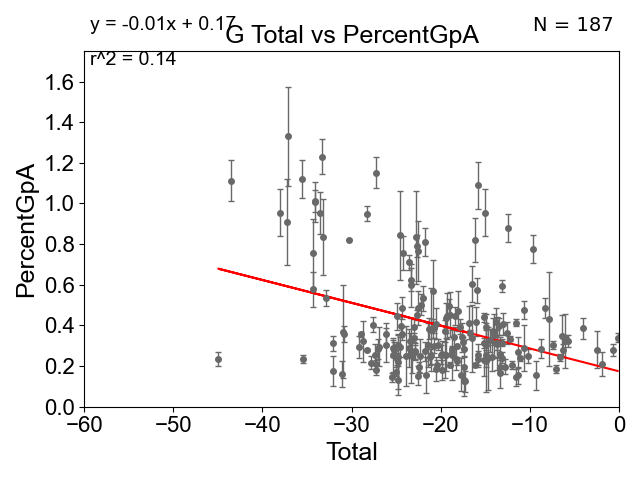 y = -0.01x + 0.17
N = 187
G Total vs PercentGpA
r^2 = 0.14
PercentGpA
1.6
1.4
1.2
1.0
0.8
0.6
0.4
0.2
0.0
−60 −50 −40 −30 −20 −10 0
Total